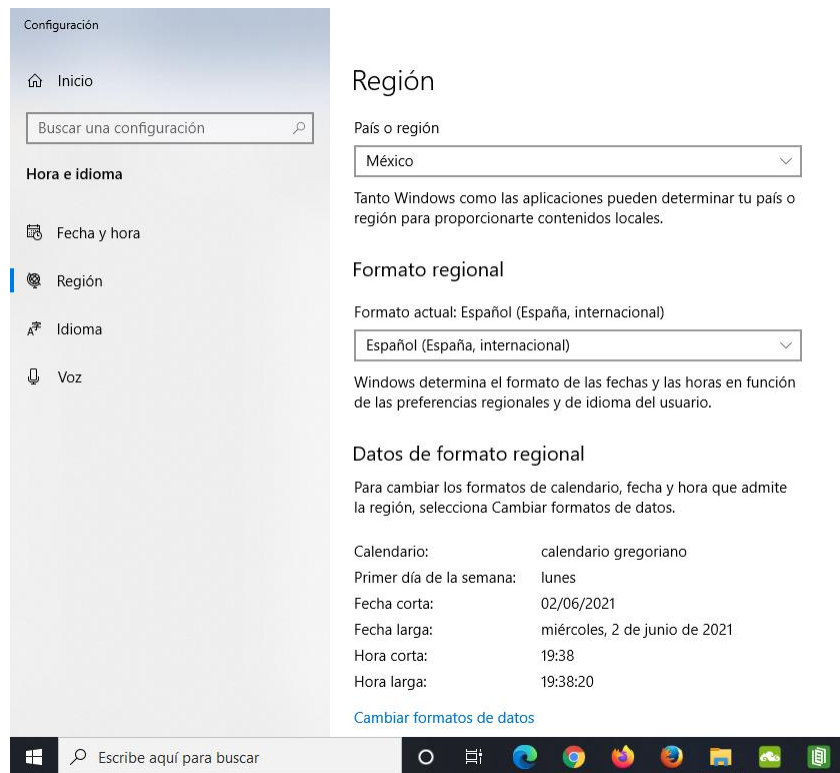 Configuración
Inicio
Buscar una configuración
Hora e idioma
Fecha y hora
Región
Idioma
Voz
Región
País o región
México
Tanto Windows como las aplicaciones pueden determinar tu país o
región para proporcionarte contenidos locales.
Formato regional
Formato actual: Español (España, internacional)
Español (España, internacional)
Windows determina el formato de las fechas y las horas en función
de las preferencias regionales y de idioma del usuario.
Datos de formato regional
Para cambiar los formatos de calendario, fecha y hora que admite
la región, selecciona Cambiar formatos de datos.
Calendario: calendario gregoriano
Primer día de la semana: lunes
Fecha corta: 02/06/2021
Fecha larga: miércoles, 2 de junio de 2021
Hora corta: 19:38
Hora larga: 19:38:20
Cambiar formatos de datos
Escribe aquí para buscar